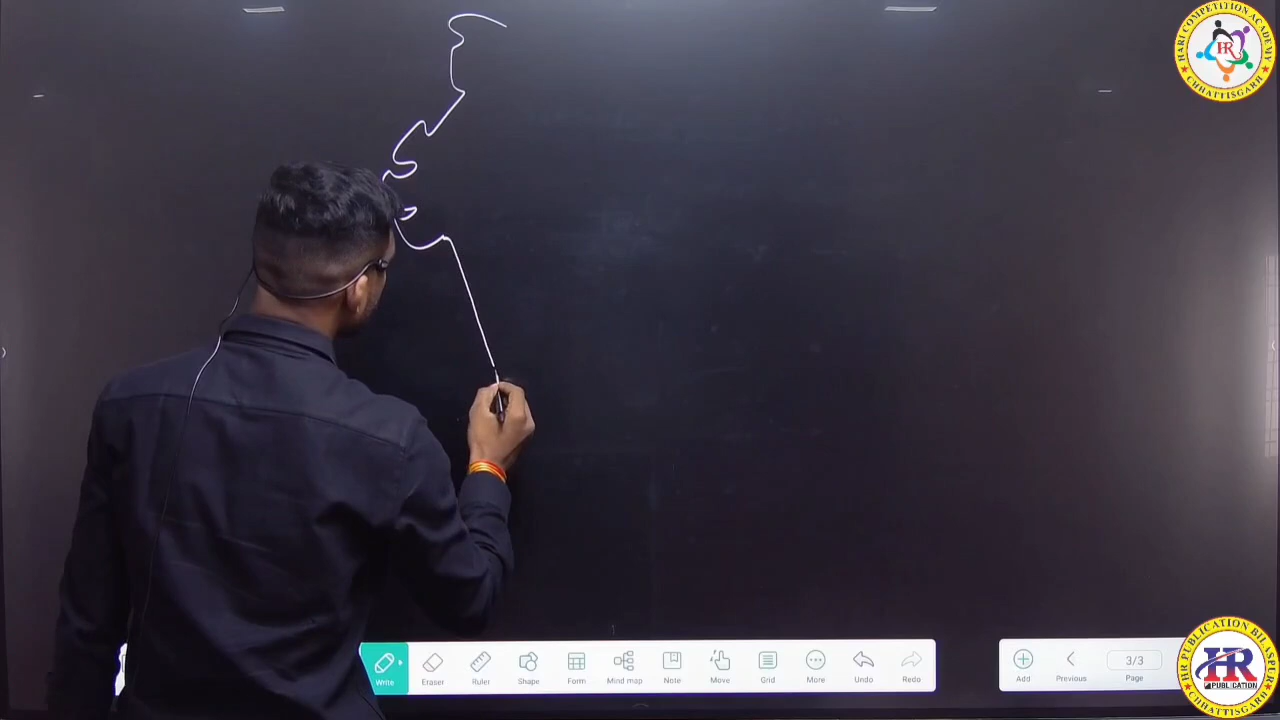 HARI COMPETITION ACADEMY
HR
★ CHHATTISGARH ★
Write
Eraser
Ruler
Shape
Form
Mind map
Note
Move
Grid
More
Undo
Redo
Add
Previous
3/3
Page
HR PUBLICATION BILASPUR
HR
PUBLICATION
★ CHHATTISGARH ★